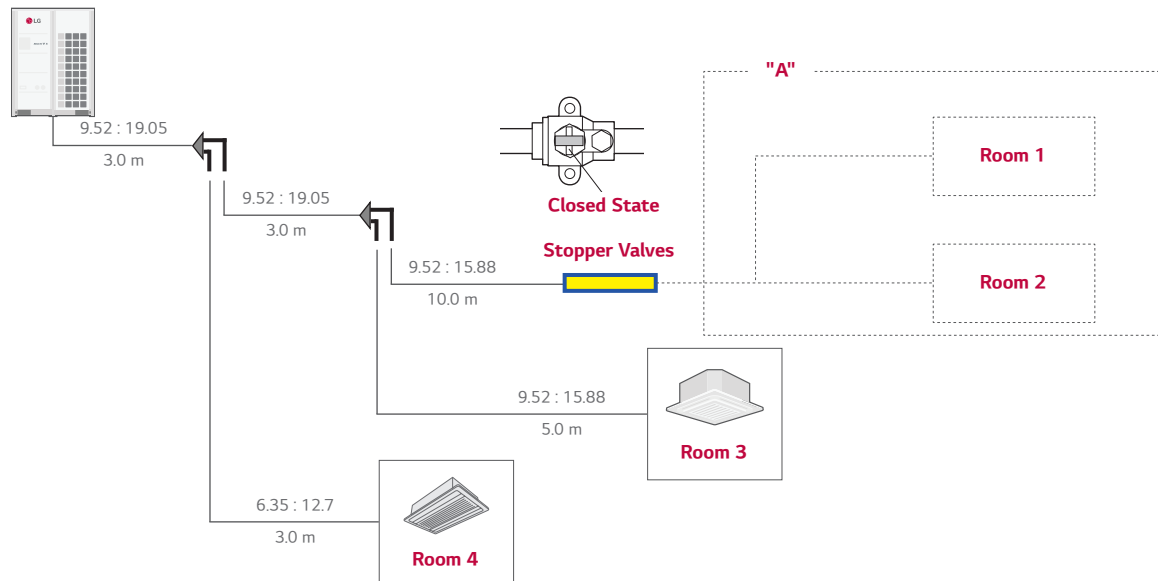 LG
"A"
9.52 : 19.05
3.0 m
Room 1
9.52 : 19.05
3.0 m
Closed State
Stopper Valves
9.52 : 15.88
10.0 m
Room 2
9.52 : 15.88
5.0 m
Room 3
6.35 : 12.7
3.0 m
Room 4